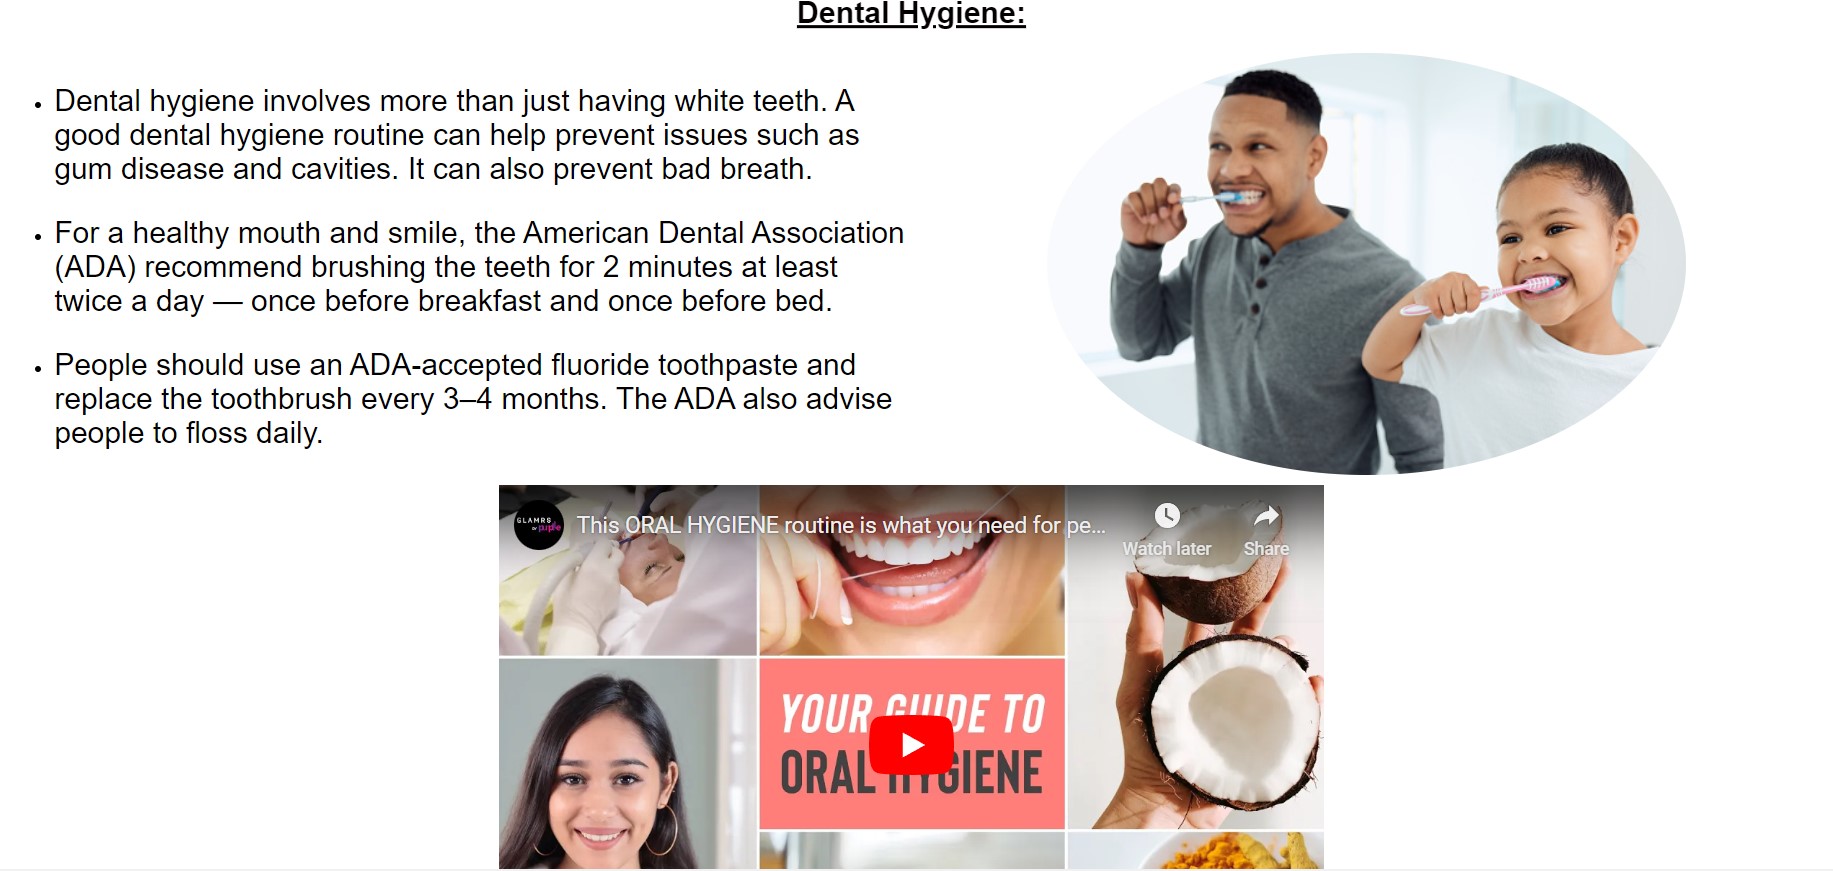 Dental Hygiene:
Dental hygiene involves more than just having white teeth. A
good dental hygiene routine can help prevent issues such as
gum disease and cavities. It can also prevent bad breath.
For a healthy mouth and smile, the American Dental Association
(ADA) recommend brushing the teeth for 2 minutes at least
twice a day — once before breakfast and once before bed.
People should use an ADA-accepted fluoride toothpaste and
replace the toothbrush every 3–4 months. The ADA also advise
people to floss daily.
GLAMRS
BY purplle
This ORAL HYGIENE routine is what you need for pe...
Watch later
Share
YOUR GUIDE TO
ORAL HYGIENE